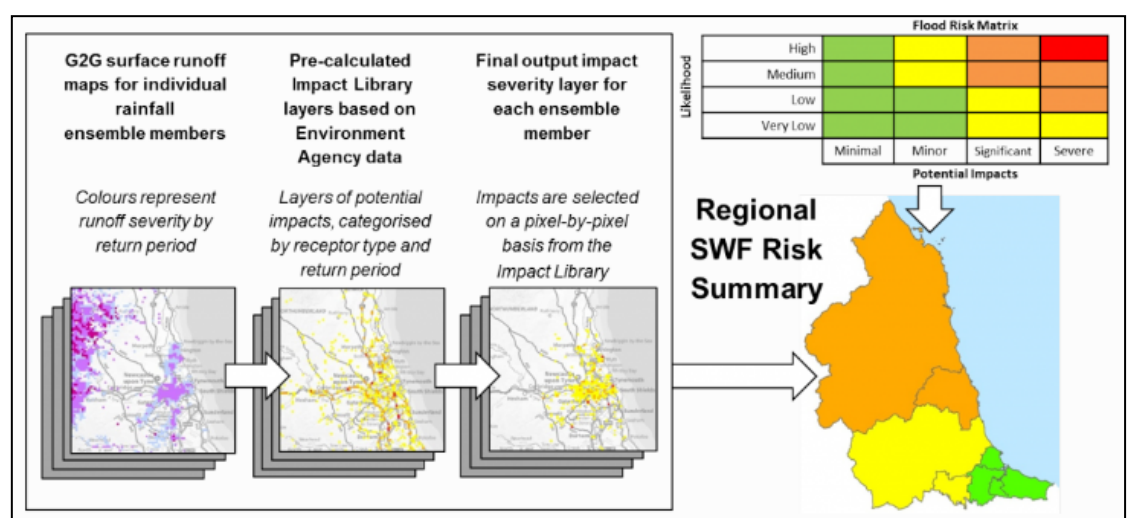 G2G surface runoff
maps for individual
rainfall
ensemble members
Colours represent
runoff severity by
return period
Pre-calculated
Impact Library
layers based on
Environment
Agency data
Layers of potential
impacts, categorised
by receptor type and
return period
Final output impact
severity layer for
each ensemble
member
Impacts are selected
on a pixel-by-pixel
basis from the
Impact Library
Flood Risk Matrix
Likelihood
High
Medium
Low
Very Low
Minimal Minor Significant Severe
Potential Impacts
Regional
SWF Risk
Summary